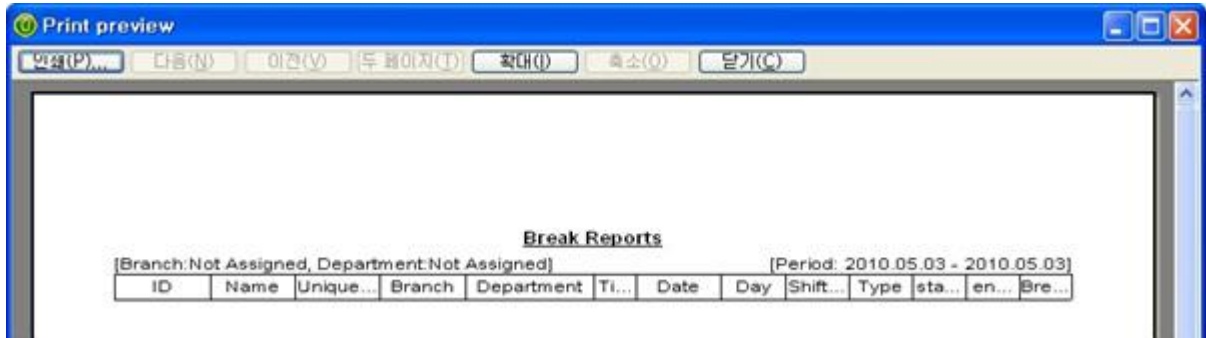 Print preview
인쇄(P)... 다음(N) 이전(V) 두 페이지(T) 확대(I) 축소(O) 닫기(C)
Break Reports
[Branch:Not Assigned, Department:Not Assigned] [Period: 2010.05.03 - 2010.05.03]
ID Name Unique... Branch Department Ti... Date Day Shift... Type sta... en... Bre...